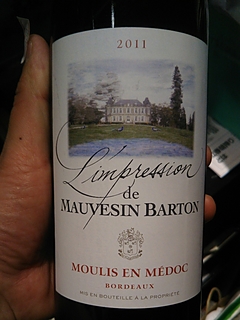 2011
L'impression
de
MAUVESIN BARTON
MOULIS EN MÉDOC
BORDEAUX
MIS EN BOUTEILLE A LA PROPRIÉTÉ